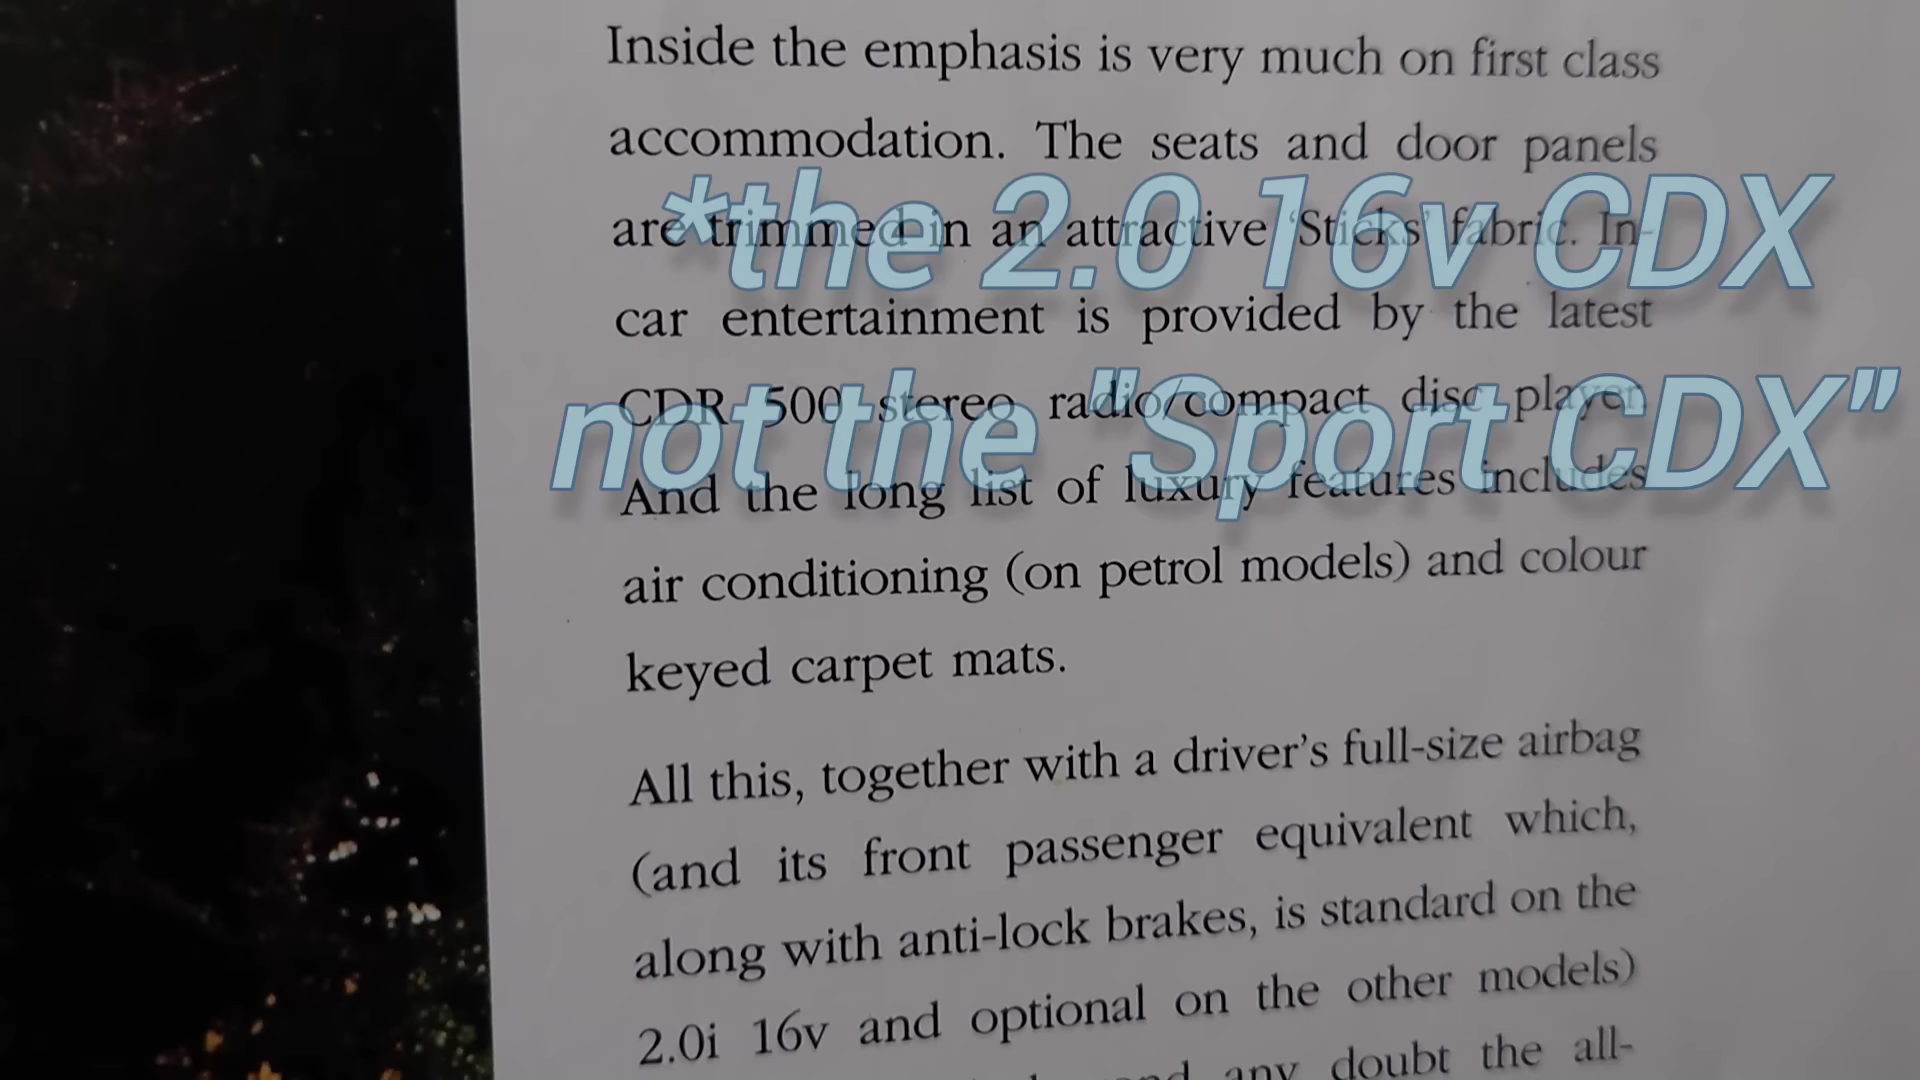 Inside the emphasis is very much on first class
accommodation. The seats and door panels
are trimmed in an attractive 'Sticks' fabric. In-
car entertainment is provided by the latest
CDR 500 stereo radio/compact disc player
And the long list of luxury features includes
air conditioning (on petrol models) and colour
keyed carpet mats.
All this, together with a driver's full-size airbag
(and its front passenger equivalent which,
along with anti-lock brakes, is standard on the
2.0i 16v and optional on the other models)
any doubt the all-
*the 2.0 16v CDX
not the "Sport CDX"